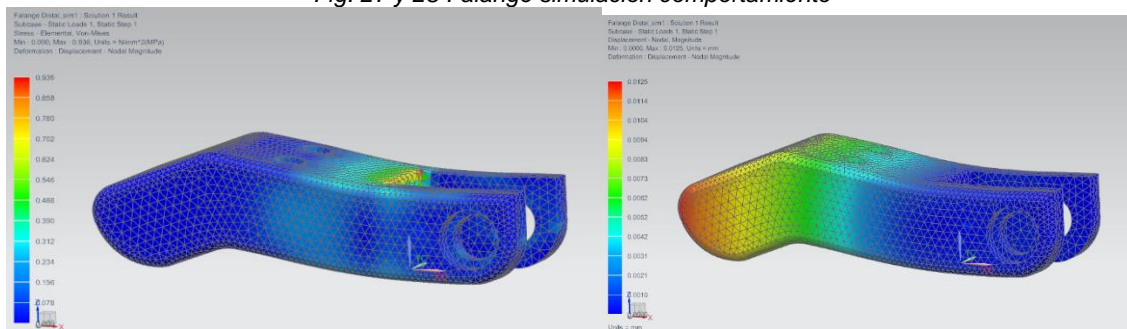 Fig. 27 y 28 Falange simulación comportamiento
Falange Distal_sim1 : Solution 1 Result
Subcase - Static Loads 1, Static Step 1
Stress - Elemental, Von-Mises
Min : 0.000, Max : 0.936, Units = N/mm^2(MPa)
Deformation : Displacement - Nodal Magnitude
0.936
0.858
0.780
0.702
0.624
0.546
0.468
0.390
0.312
0.234
0.156
0.078
Z
X
Falange Distal_sim1 : Solution 1 Result
Subcase - Static Loads 1, Static Step 1
Displacement - Nodal, Magnitude
Min : 0.0000, Max : 0.0125, Units = mm
Deformation : Displacement - Nodal Magnitude
0.0125
0.0114
0.0104
0.0094
0.0083
0.0073
0.0062
0.0052
0.0042
0.0031
0.0021
0.0010
0.0000
X
Units = mm